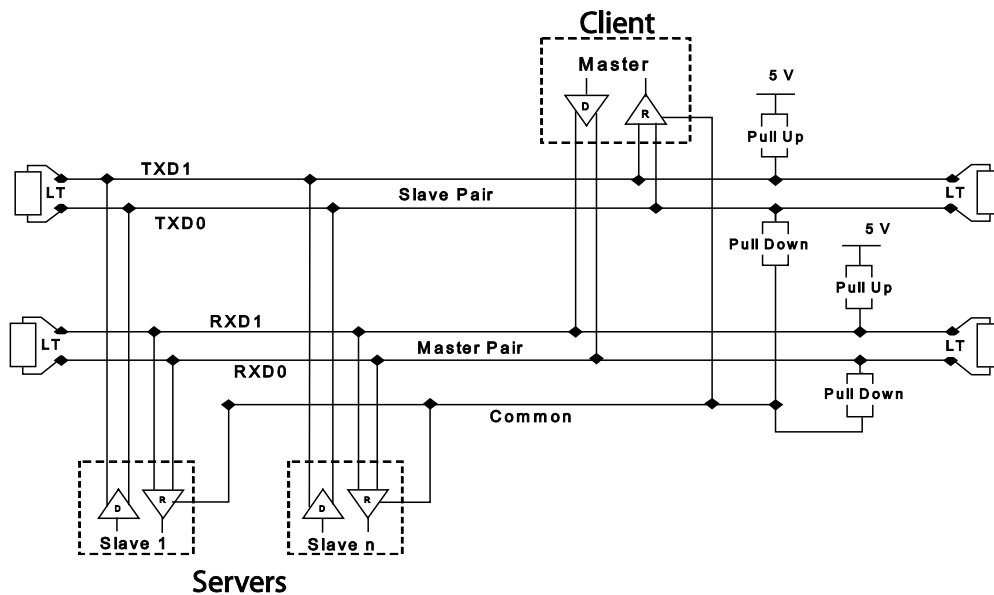 Client
Master
D
R
5 V
Pull Up
TXD1
LT
Slave Pair
LT
TXD0
Pull Down
5 V
Pull Up
RXD1
LT
Master Pair
LT
RXD0
Pull Down
Common
D
R
D
R
Slave 1
Slave n
Servers